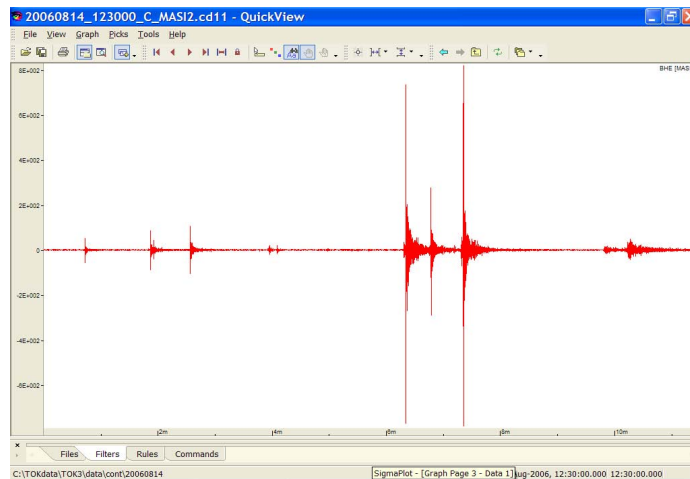 20060814_123000_C_MASI2.cd11 - QuickView
File View Graph Picks Tools Help
8E+002
BHE [MAS
6E+002
4E+002
2E+002
0
-2E+002
-4E+002
-6E+002
2m 4m 6m 8m 10m
Files Filters Rules Commands
C:\TOKdata\TOK3\data\cont\20060814 SigmaPlot - [Graph Page 3 - Data 1] ug-2006, 12:30:00.000 12:30:00.000